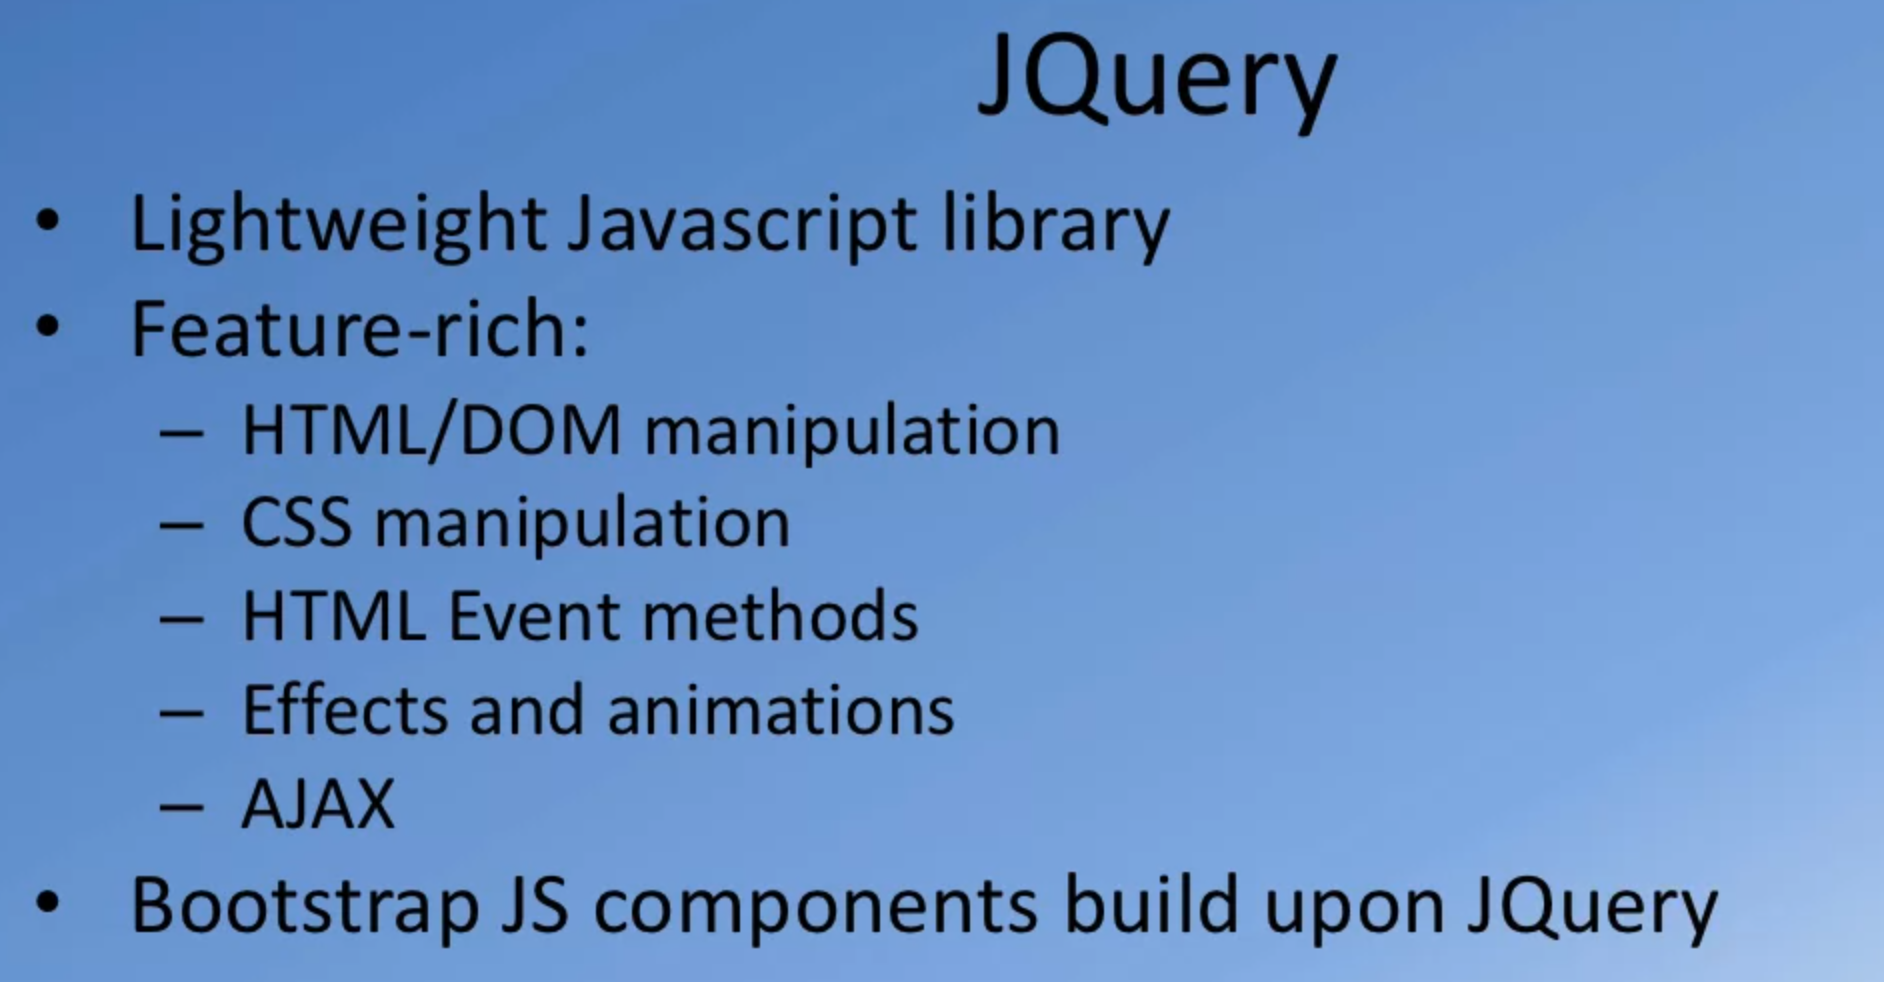 JQuery
• Lightweight Javascript library
• Feature-rich:
– HTML/DOM manipulation
– CSS manipulation
– HTML Event methods
– Effects and animations
– AJAX
• Bootstrap JS components build upon JQuery